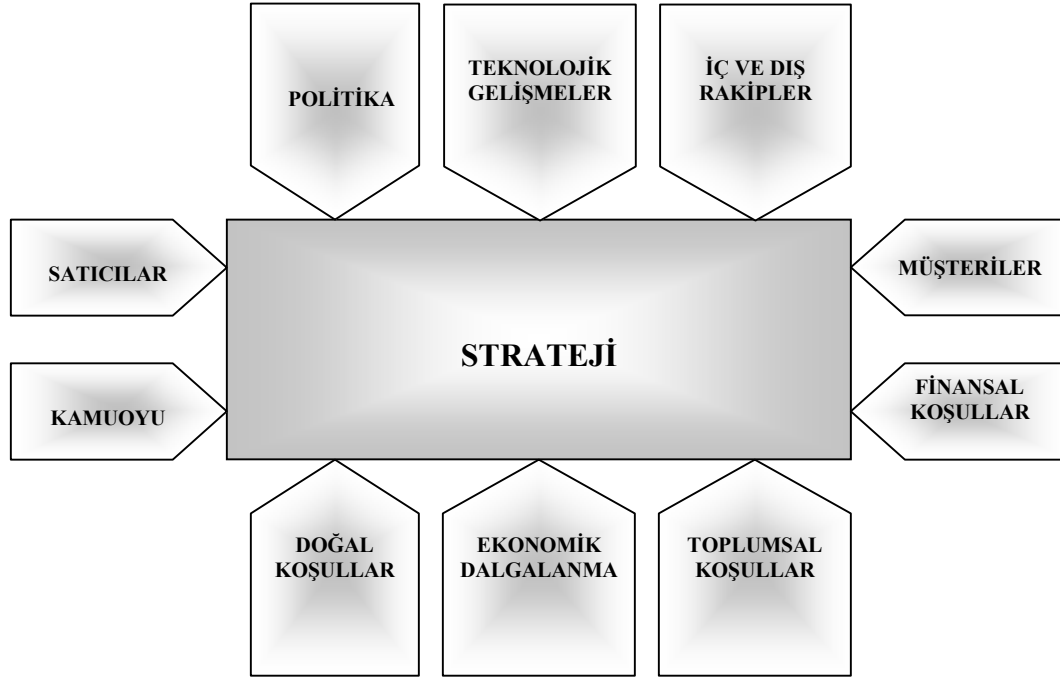 POLİTİKA
TEKNOLOJİK
GELİŞMELER
İÇ VE DIŞ
RAKİPLER
SATICILAR
MÜŞTERİLER
STRATEJİ
KAMUOYU
FİNANSAL
KOŞULLAR
DOĞAL
KOŞULLAR
EKONOMİK
DALGALANMA
TOPLUMSAL
KOŞULLAR